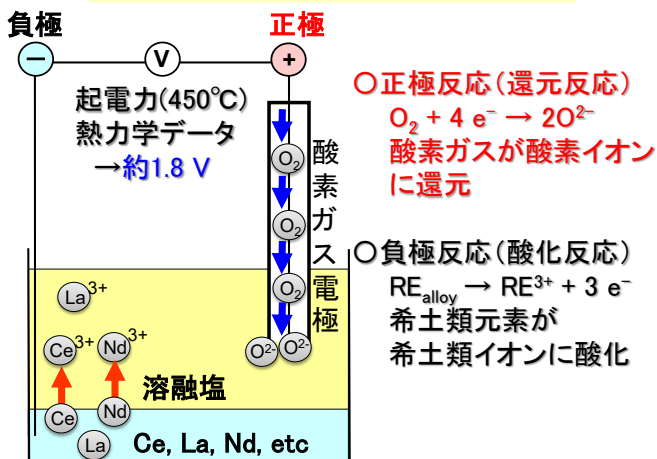 負極
正極
－
V
+
起電力(450℃)
熱力学データ
→約1.8 V
O₂
O₂
O₂
酸素ガス電極
O²⁻
O²⁻
〇正極反応(還元反応)
O₂ + 4 e⁻ → 2O²⁻
酸素ガスが酸素イオン
に還元
〇負極反応(酸化反応)
RE_alloy → RE³⁺ + 3 e⁻
希土類元素が
希土類イオンに酸化
La³⁺
Ce³⁺
Nd³⁺
溶融塩
Ce
Nd
La
Ce, La, Nd, etc